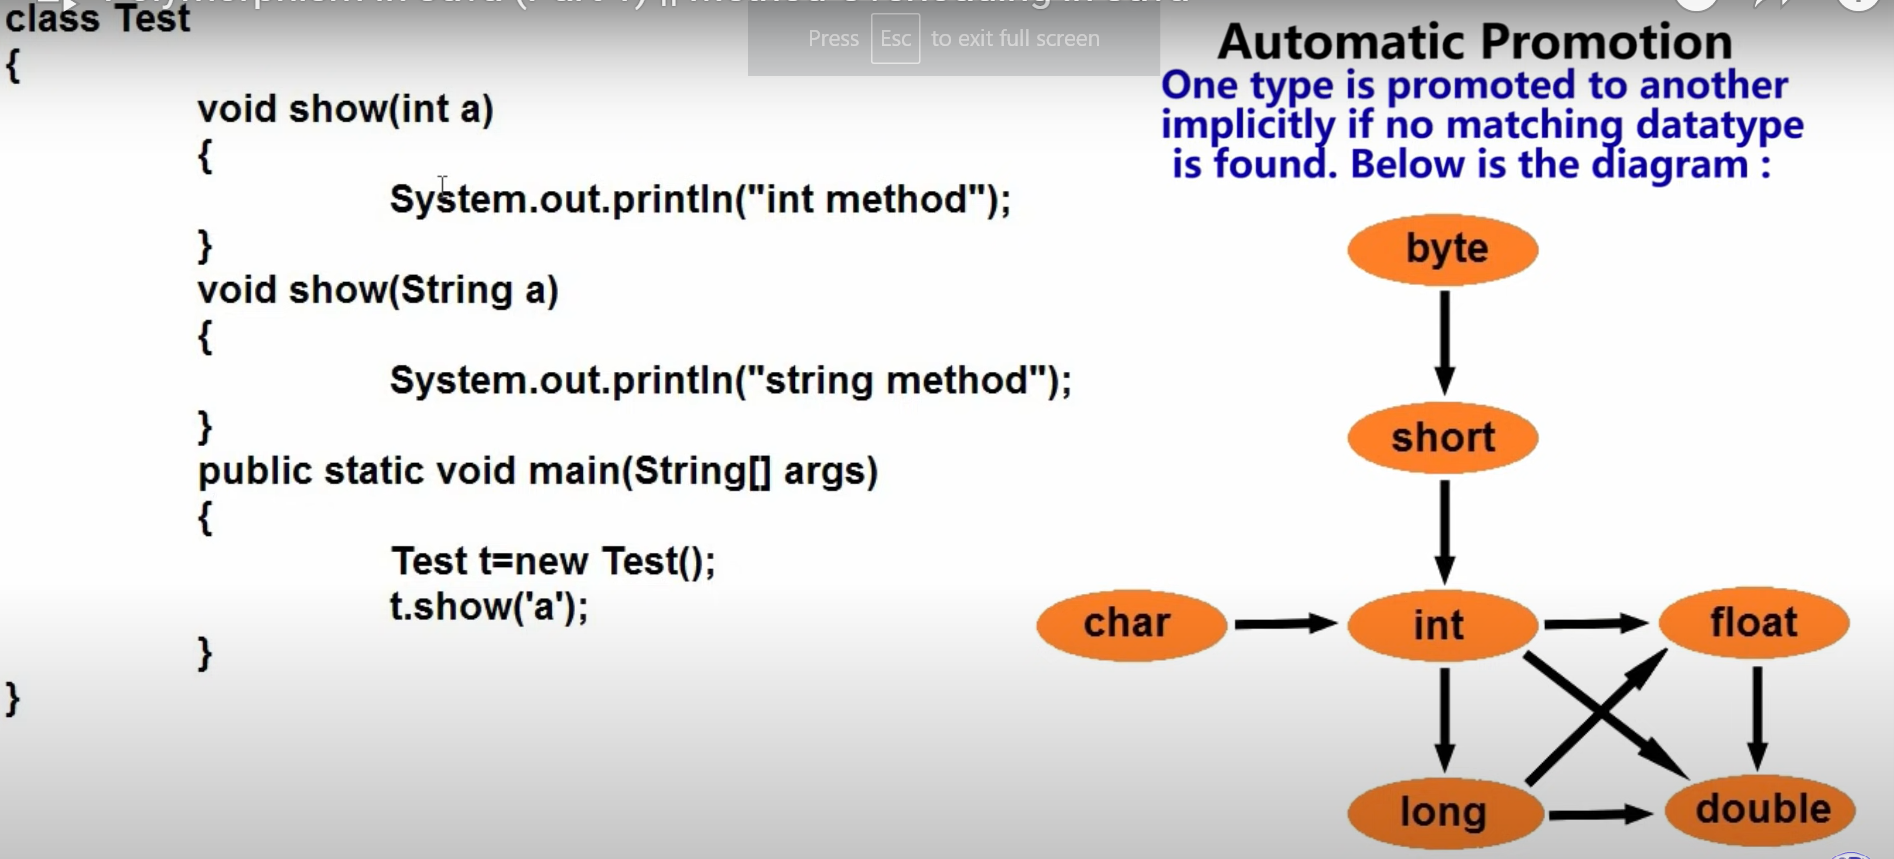 class Test
{
void show(int a)
{
System.out.println("int method");
}
void show(String a)
{
System.out.println("string method");
}
public static void main(String[] args)
{
Test t=new Test();
t.show('a');
}
}
Press Esc to exit full screen
Automatic Promotion
One type is promoted to another
implicitly if no matching datatype
is found. Below is the diagram :
byte
short
char
int
float
long
double